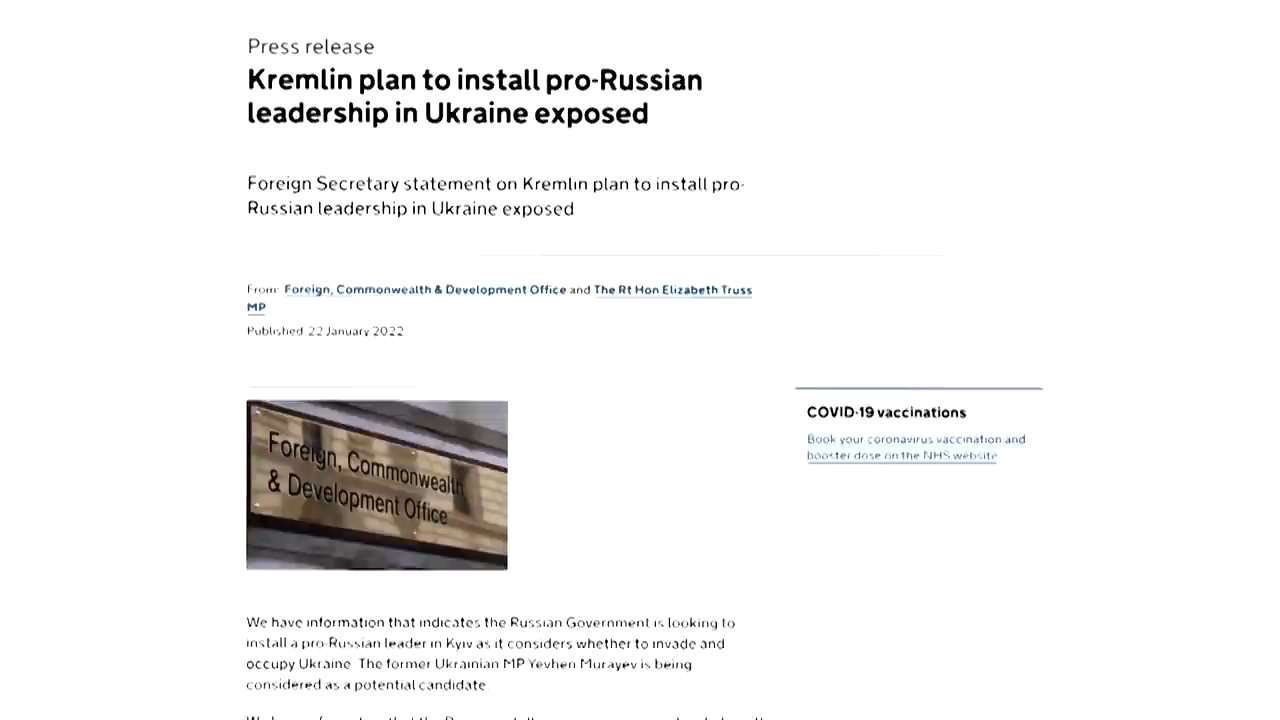 Press release
Kremlin plan to install pro-Russian
leadership in Ukraine exposed
Foreign Secretary statement on Kremlin plan to install pro-
Russian leadership in Ukraine exposed
From: Foreign, Commonwealth & Development Office and The Rt Hon Elizabeth Truss
MP
Published 22 January 2022
Foreign, Commonwealth
& Development Office
COVID-19 vaccinations
Book your coronavirus vaccination and
booster dose on the NHS website
We have information that indicates the Russian Government is looking to
install a pro-Russian leader in Kyiv as it considers whether to invade and
occupy Ukraine. The former Ukrainian MP Yevhen Murayev is being
considered as a potential candidate.